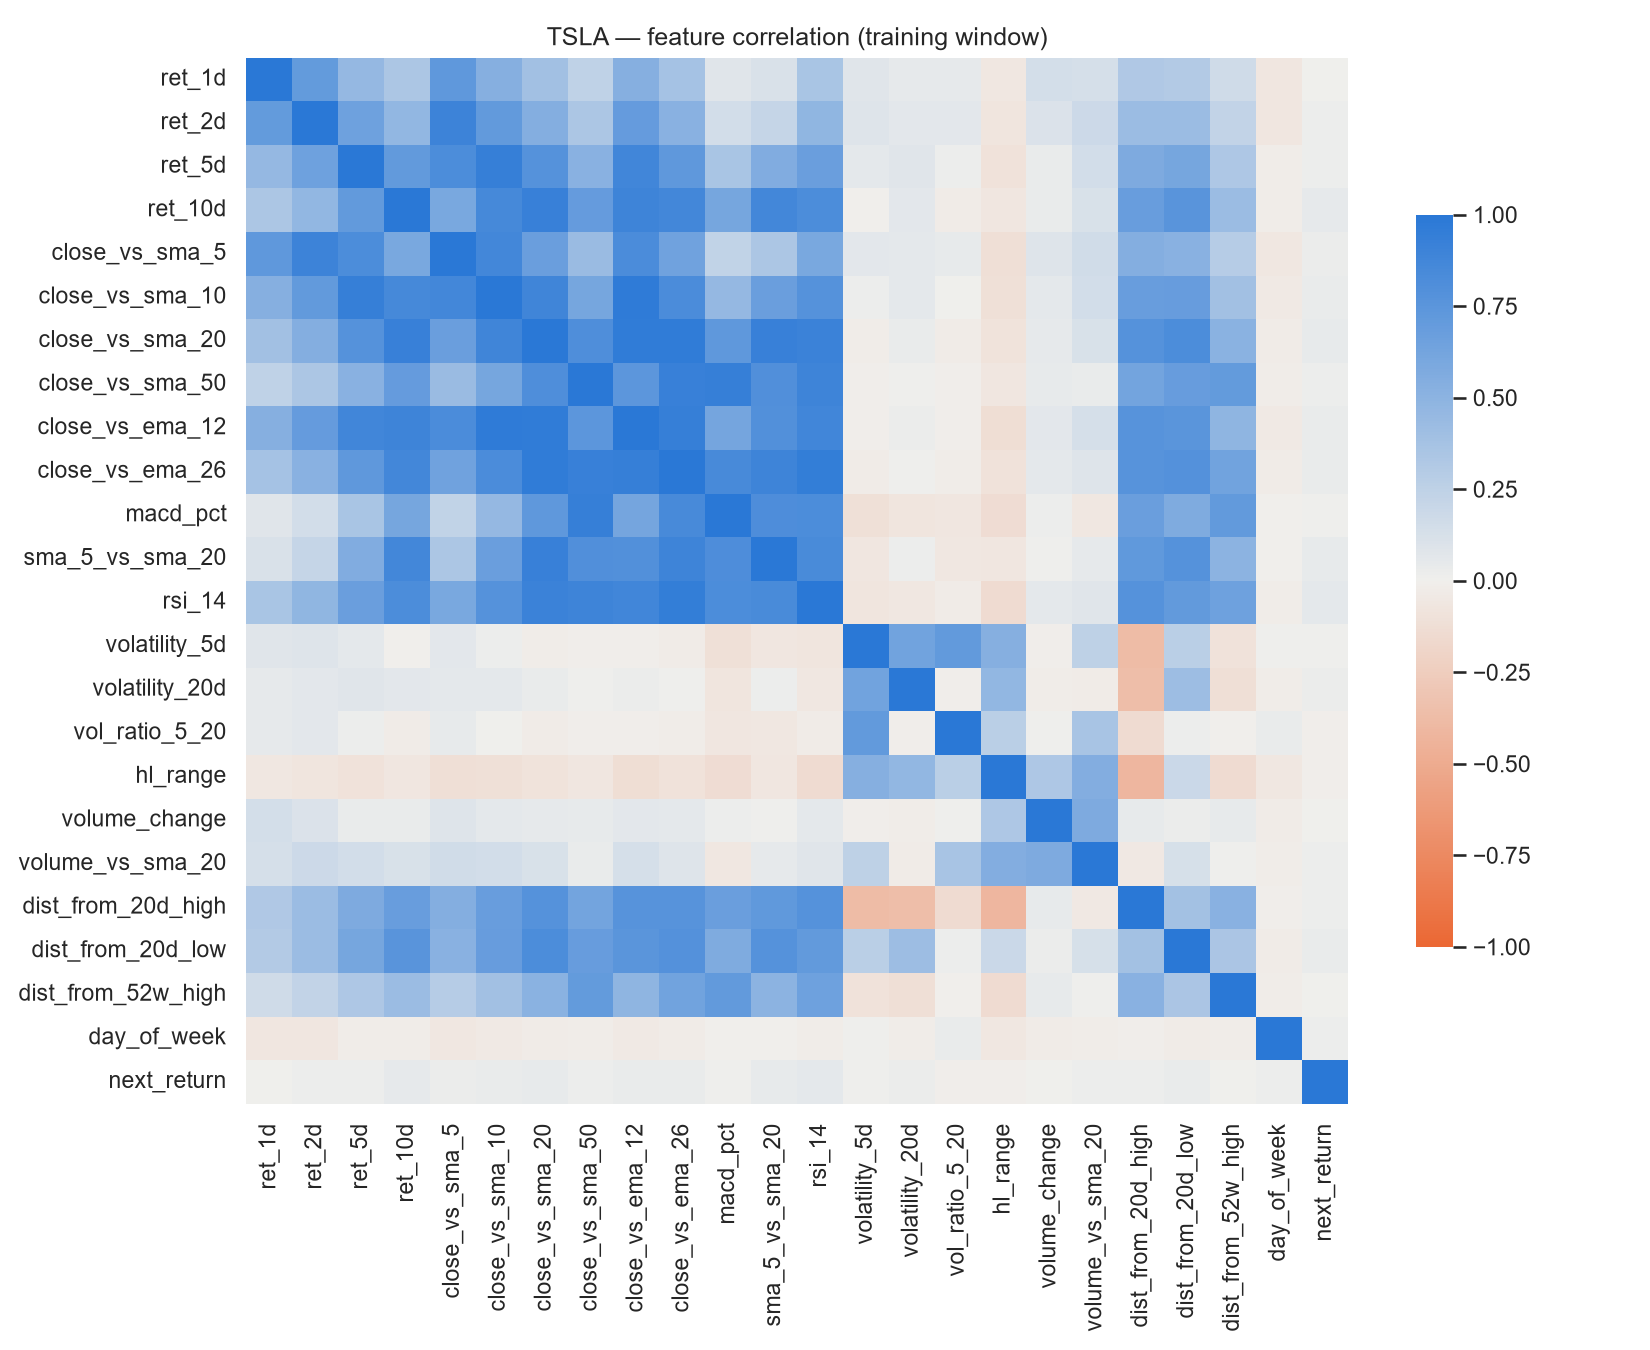 TSLA — feature correlation (training window)
ret_1d
ret_2d
ret_5d
ret_10d
close_vs_sma_5
close_vs_sma_10
close_vs_sma_20
close_vs_sma_50
close_vs_ema_12
close_vs_ema_26
macd_pct
sma_5_vs_sma_20
rsi_14
volatility_5d
volatility_20d
vol_ratio_5_20
hl_range
volume_change
volume_vs_sma_20
dist_from_20d_high
dist_from_20d_low
dist_from_52w_high
day_of_week
next_return
ret_1d
ret_2d
ret_5d
ret_10d
close_vs_sma_5
close_vs_sma_10
close_vs_sma_20
close_vs_sma_50
close_vs_ema_12
close_vs_ema_26
macd_pct
sma_5_vs_sma_20
rsi_14
volatility_5d
volatility_20d
vol_ratio_5_20
hl_range
volume_change
volume_vs_sma_20
dist_from_20d_high
dist_from_20d_low
dist_from_52w_high
day_of_week
next_return
1.00
0.75
0.50
0.25
0.00
−0.25
−0.50
−0.75
−1.00